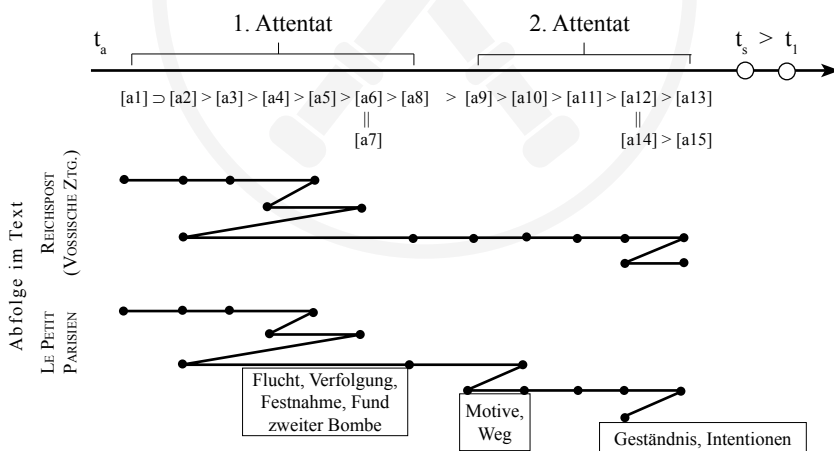 1. Attentat 2. Attentat
t_a t_s > t_1
[a1] ⊃ [a2] > [a3] > [a4] > [a5] > [a6] > [a8] > [a9] > [a10] > [a11] > [a12] > [a13]
|| ||
[a7] [a14] > [a15]
Abfolge im Text
REICHSPOST
(VOSSISCHE ZTG.)
LE PETIT
PARISIEN
Flucht, Verfolgung,
Festnahme, Fund
zweiter Bombe
Motive,
Weg
Geständnis, Intentionen